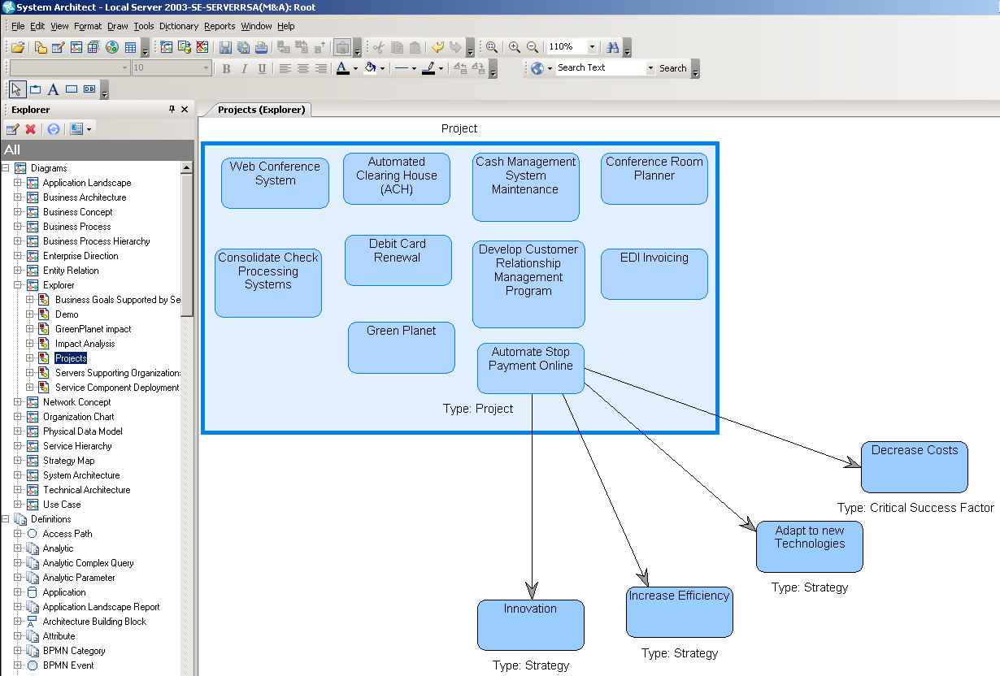 System Architect - Local Server 2003-SE-SERVERRSA(M&A): Root
File Edit View Format Draw Tools Dictionary Reports Window Help
110%
10
B I U
A
Search Text
Search
A
DB
Explorer
Projects (Explorer)
All
Diagrams
Application Landscape
Business Architecture
Business Concept
Business Process
Business Process Hierarchy
Enterprise Direction
Entity Relation
Explorer
Business Goals Supported by Se
Demo
GreenPlanet impact
Impact Analysis
Projects
Servers Supporting Organization
Service Component Deployment
Network Concept
Organization Chart
Physical Data Model
Service Hierarchy
Strategy Map
System Architecture
Technical Architecture
Use Case
Definitions
Access Path
Analytic
Analytic Complex Query
Analytic Parameter
Application
Application Landscape Report
Architecture Building Block
Attribute
BPMN Category
BPMN Event
Project
Web Conference
System
Automated
Clearing House
(ACH)
Cash Management
System
Maintenance
Conference Room
Planner
Consolidate Check
Processing
Systems
Debit Card
Renewal
Develop Customer
Relationship
Management
Program
EDI Invoicing
Green Planet
Automate Stop
Payment Online
Type: Project
Decrease Costs
Type: Critical Success Factor
Adapt to new
Technologies
Type: Strategy
Increase Efficiency
Type: Strategy
Innovation
Type: Strategy